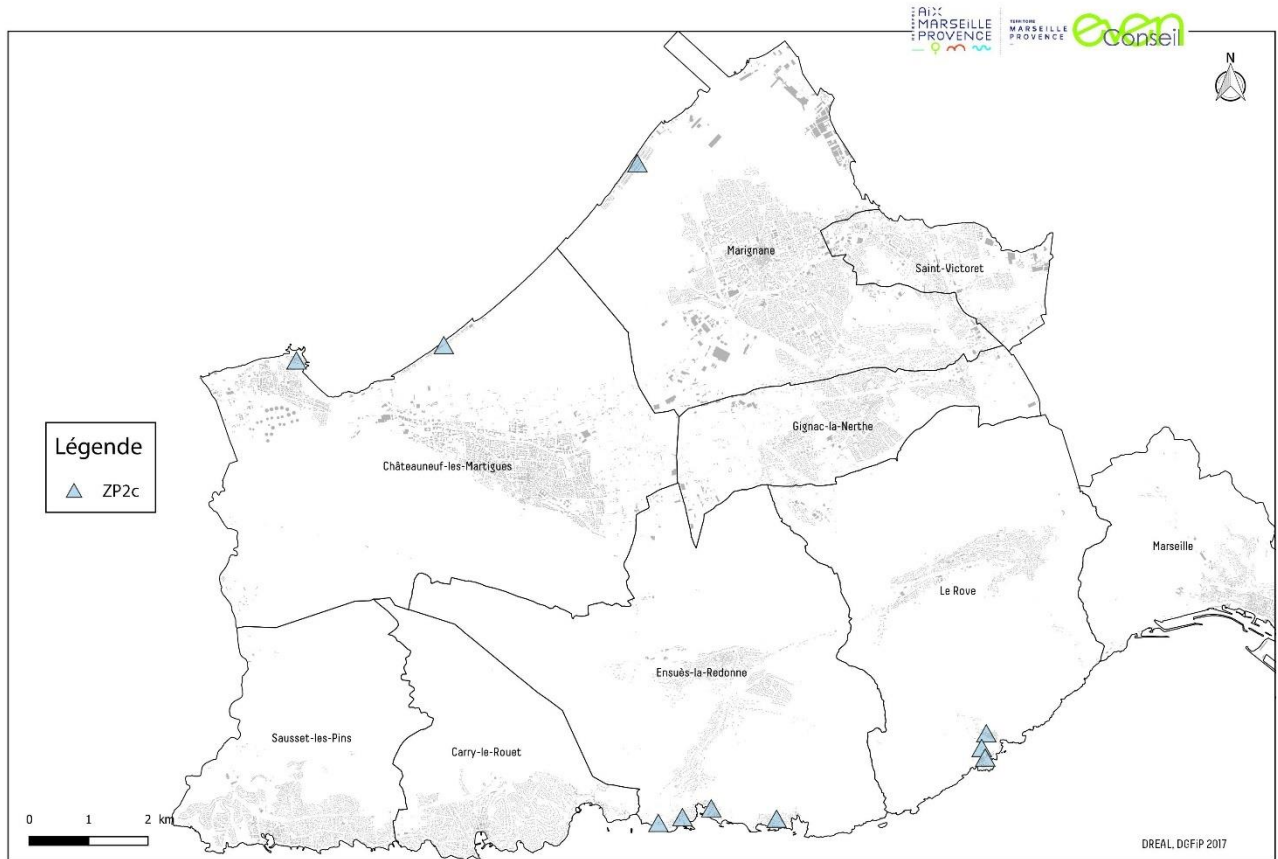 AiX
MARSEILLE
PROVENCE
TERRITOIRE
MARSEILLE
PROVENCE
even
Conseil
N
Marignane
Saint-Victoret
Gignac-la-Nerthe
Légende
ZP2c
Châteauneuf-les-Martigues
Marseille
Le Rove
Ensuès-la-Redonne
Sausset-les-Pins
Carry-le-Rouet
0 1 2 km
DREAL, DGFiP 2017